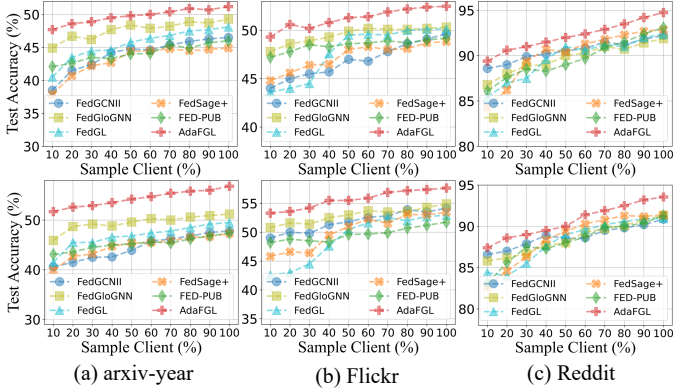 Test Accuracy (%)
50
45
40
35
30
FedGCNII
FedGloGNN
FedGL
FedSage+
FED-PUB
AdaFGL
10 20 30 40 50 60 70 80 90 100
Sample Client (%)
50
45
40
FedGCNII
FedGloGNN
FedGL
FedSage+
FED-PUB
AdaFGL
10 20 30 40 50 60 70 80 90 100
Sample Client (%)
95
90
85
80
FedGCNII
FedGloGNN
FedGL
FedSage+
FED-PUB
AdaFGL
10 20 30 40 50 60 70 80 90 100
Sample Client (%)
Test Accuracy (%)
50
40
30
FedGCNII
FedGloGNN
FedGL
FedSage+
FED-PUB
AdaFGL
10 20 30 40 50 60 70 80 90 100
Sample Client (%)
55
50
45
40
35
FedGCNII
FedGloGNN
FedGL
FedSage+
FED-PUB
AdaFGL
10 20 30 40 50 60 70 80 90 100
Sample Client (%)
95
90
85
80
FedGCNII
FedGloGNN
FedGL
FedSage+
FED-PUB
AdaFGL
10 20 30 40 50 60 70 80 90 100
Sample Client (%)
(a) arxiv-year
(b) Flickr
(c) Reddit